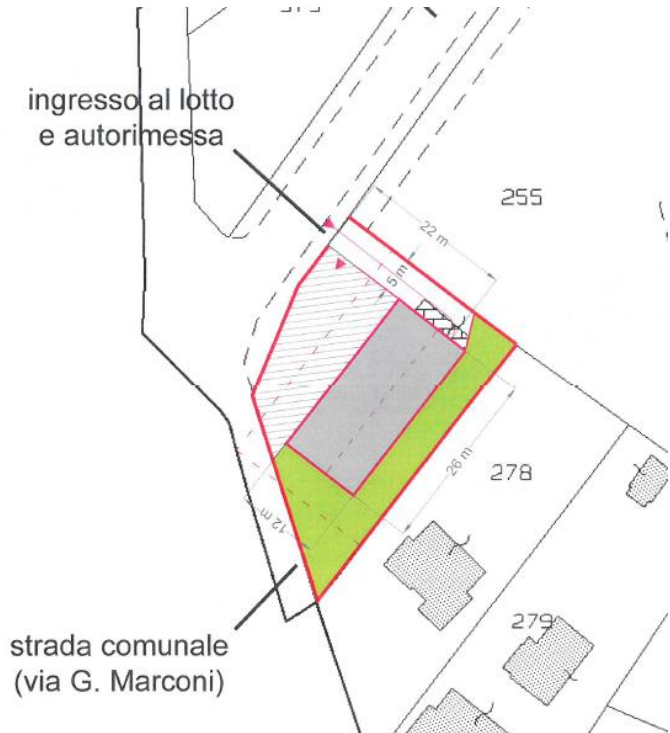 ingresso al lotto
e autorimessa
255
22 m
5 m
26 m
278
12 m
279
strada comunale
(via G. Marconi)